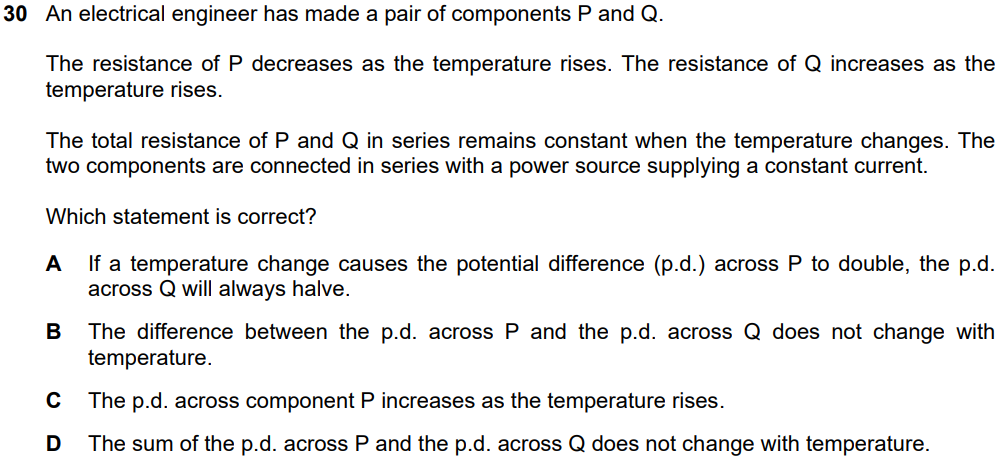 30 An electrical engineer has made a pair of components P and Q.
The resistance of P decreases as the temperature rises. The resistance of Q increases as the
temperature rises.
The total resistance of P and Q in series remains constant when the temperature changes. The
two components are connected in series with a power source supplying a constant current.
Which statement is correct?
A If a temperature change causes the potential difference (p.d.) across P to double, the p.d.
across Q will always halve.
B The difference between the p.d. across P and the p.d. across Q does not change with
temperature.
C The p.d. across component P increases as the temperature rises.
D The sum of the p.d. across P and the p.d. across Q does not change with temperature.